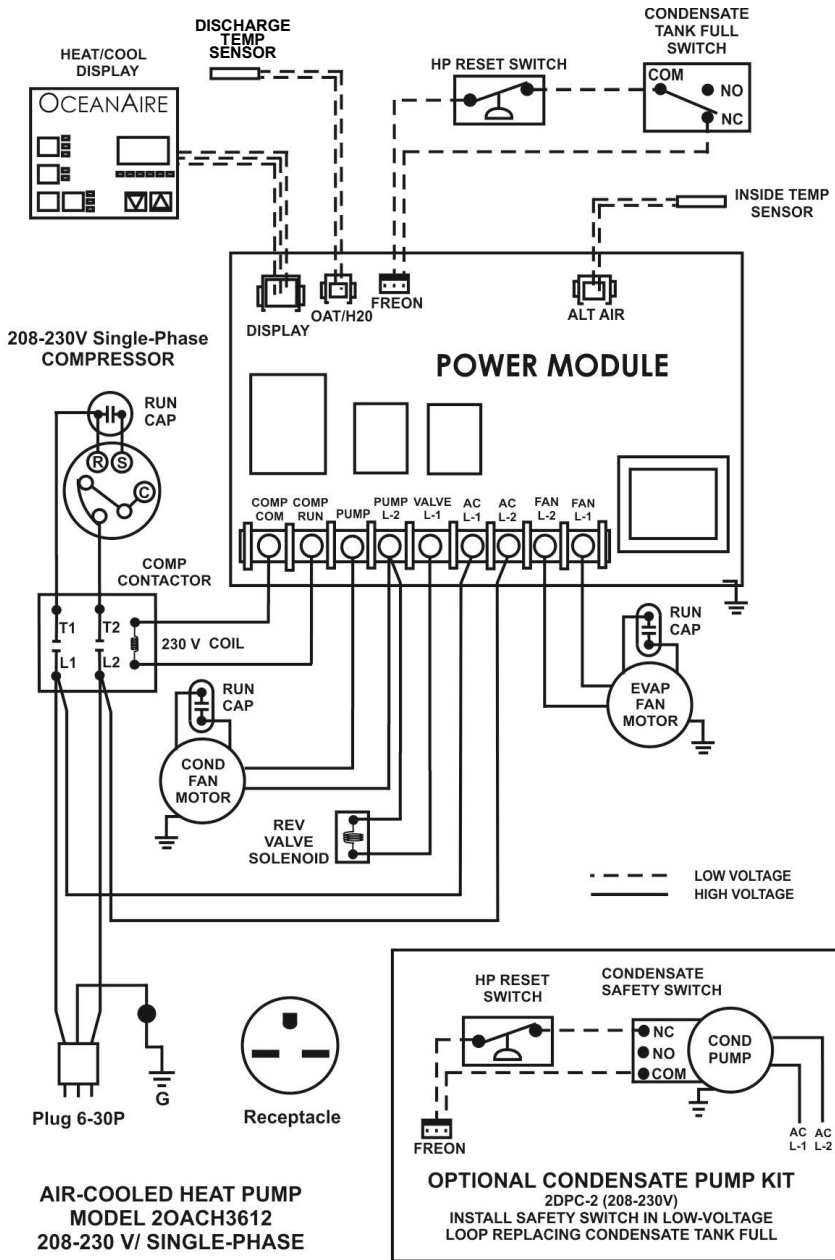 DISCHARGE
TEMP
SENSOR
HEAT/COOL
DISPLAY
OCEANAIRE
HP RESET SWITCH
CONDENSATE
TANK FULL
SWITCH
COM
NO
NC
INSIDE TEMP
SENSOR
DISPLAY
OAT/H20
FREON
ALT AIR
POWER MODULE
208-230V Single-Phase
COMPRESSOR
RUN
CAP
R
S
C
COMP
COM
COMP
RUN
PUMP
PUMP
L-2
VALVE
L-1
AC
L-1
AC
L-2
FAN
L-2
FAN
L-1
COMP
CONTACTOR
T1
T2
L1
L2
230 V COIL
RUN
CAP
COND
FAN
MOTOR
RUN
CAP
EVAP
FAN
MOTOR
REV
VALVE
SOLENOID
LOW VOLTAGE
HIGH VOLTAGE
Plug 6-30P
G
Receptacle
HP RESET
SWITCH
CONDENSATE
SAFETY SWITCH
NC
NO
COM
COND
PUMP
FREON
AC
L-1
AC
L-2
OPTIONAL CONDENSATE PUMP KIT
2DPC-2 (208-230V)
INSTALL SAFETY SWITCH IN LOW-VOLTAGE
LOOP REPLACING CONDENSATE TANK FULL
AIR-COOLED HEAT PUMP
MODEL 2OACH3612
208-230 V/ SINGLE-PHASE